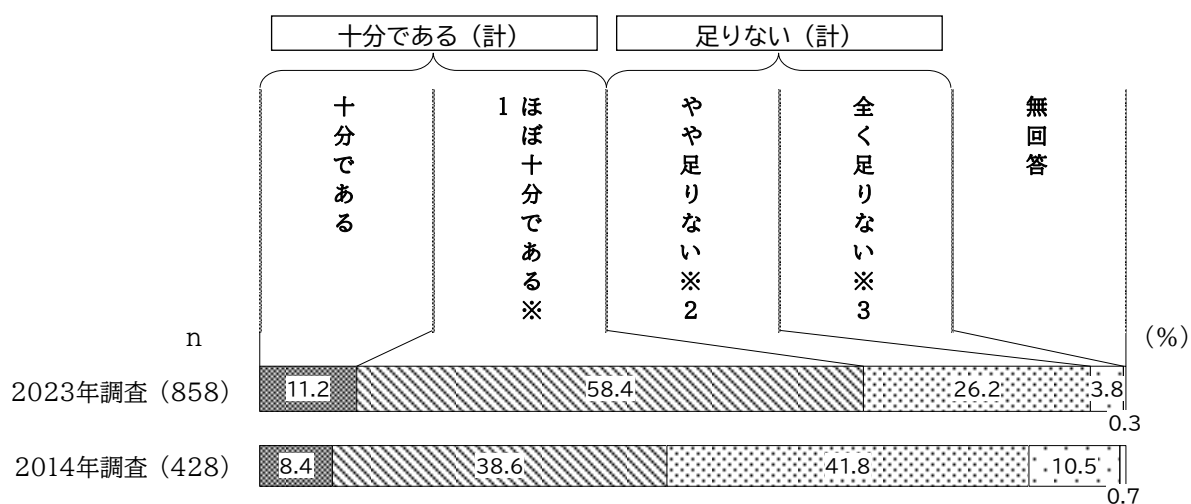 十分である（計）
足りない（計）
十分である
ほぼ十分である※
1
やや足りない※2
全く足りない※3
無回答
n
(%)
2023年調査（858）
11.2
58.4
26.2
3.8
0.3
2014年調査（428）
8.4
38.6
41.8
10.5
0.7